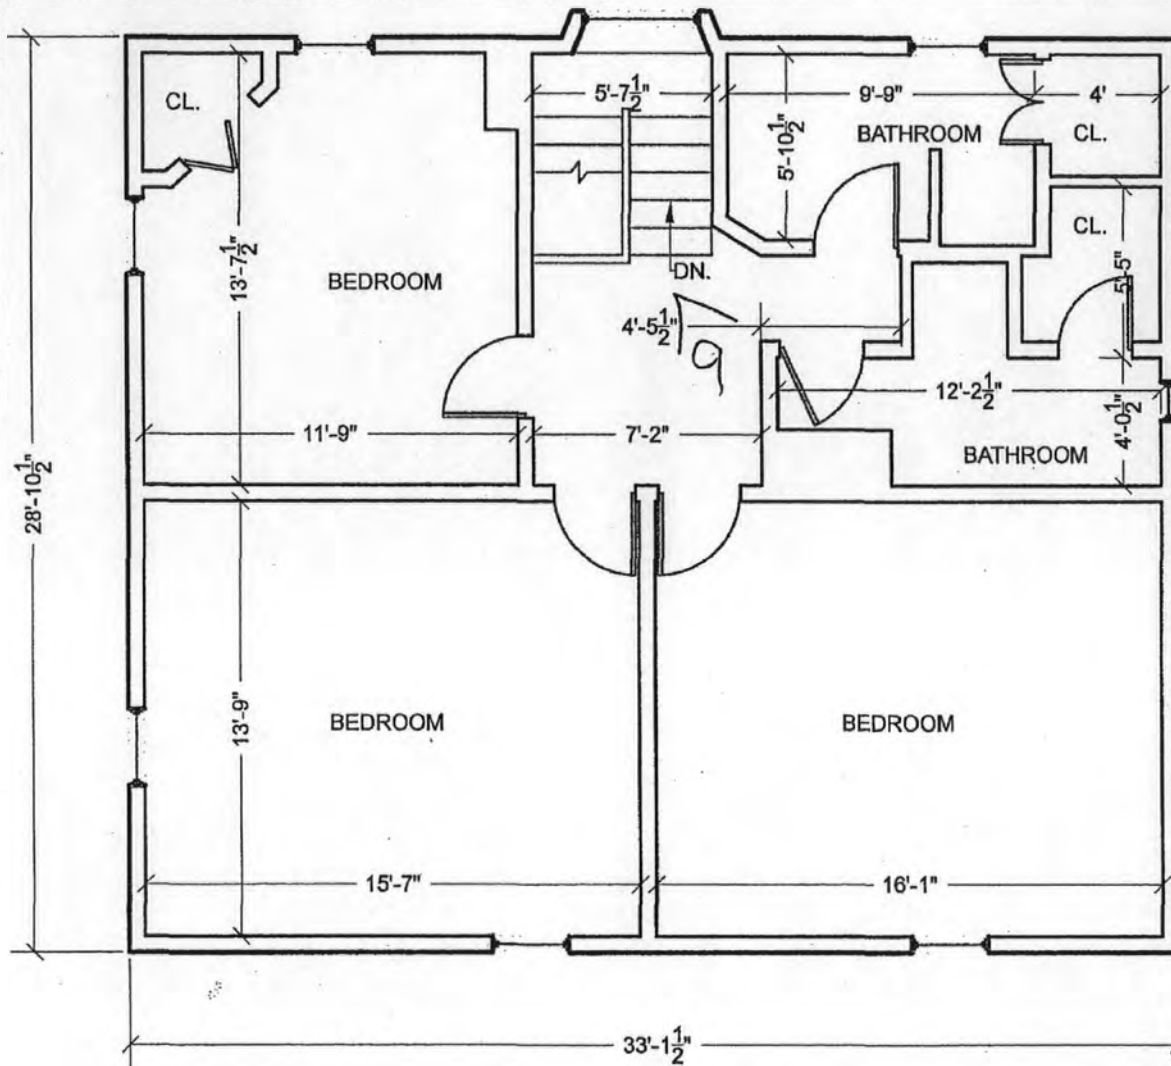 CL.
5'-7½"
9'-9"
4'
5'-10½"
BATHROOM
CL.
CL.
13'-7½"
BEDROOM
DN.
5'-5"
4'-5½"
12'-2½"
4'-0½"
11'-9"
7'-2"
BATHROOM
28'-10½"
13'-9"
BEDROOM
BEDROOM
15'-7"
16'-1"
33'-1½"